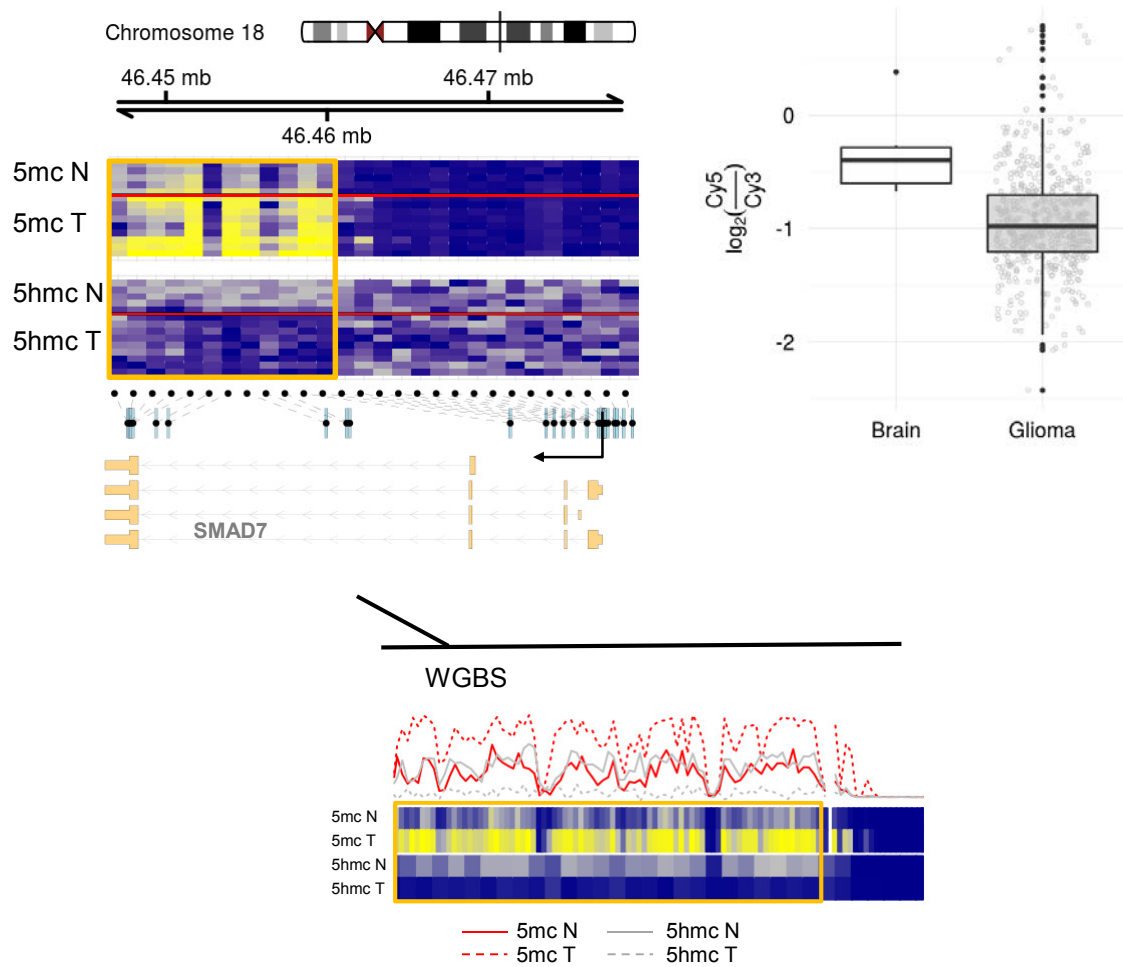 Chromosome 18
46.45 mb
46.47 mb
46.46 mb
5mc N
5mc T
5hmc N
5hmc T
SMAD7
log2(Cy5/Cy3)
0
-1
-2
Brain
Glioma
WGBS
5mc N
5mc T
5hmc N
5hmc T
5mc N
5hmc N
5mc T
5hmc T